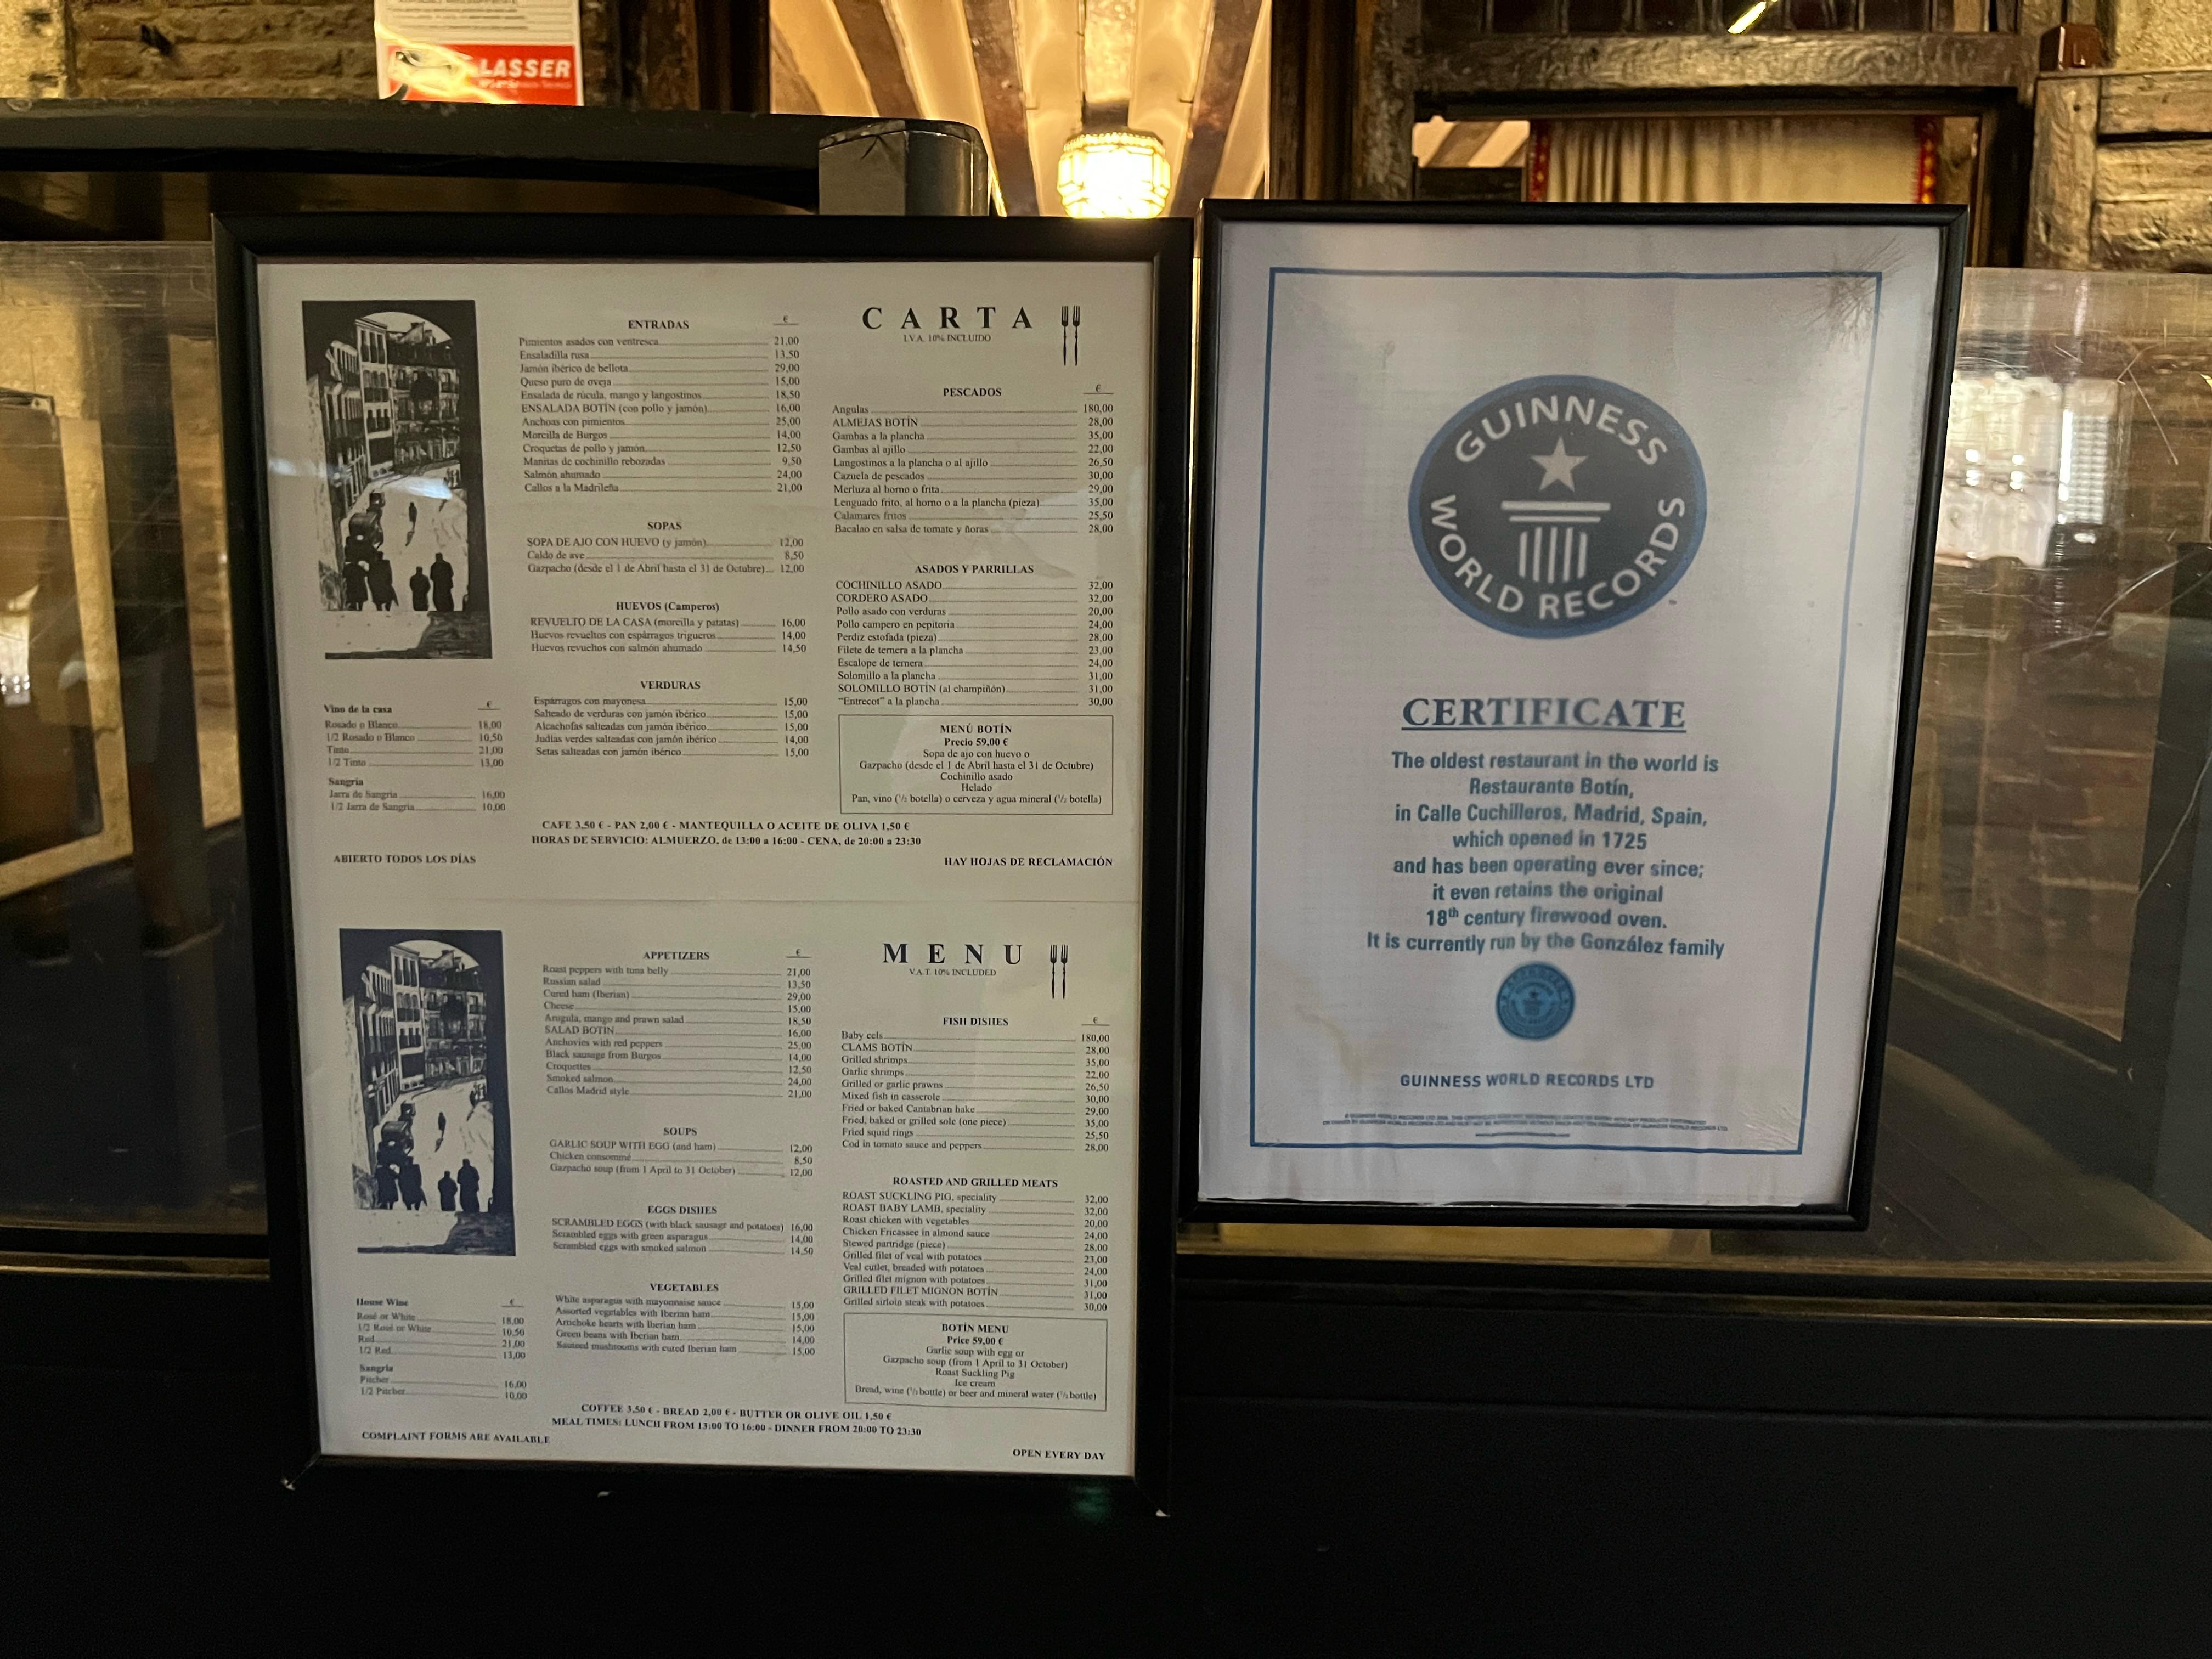 LASSER
CARTA
I.V.A. 10% INCLUIDO
ENTRADAS €
Pimientos asados con ventresca 21,00
Ensaladilla rusa 13,50
Jamón ibérico de bellota 29,00
Queso puro de oveja 15,00
Ensalada de rúcula, mango y langostinos 18,50
ENSALADA BOTÍN (con pollo y jamón) 16,00
Anchoas con pimientos 25,00
Morcilla de Burgos 14,00
Croquetas de pollo y jamón 12,50
Manitas de cochinillo rebozadas 9,50
Salmón ahumado 24,00
Callos a la Madrileña 21,00
SOPAS
SOPA DE AJO CON HUEVO (y jamón) 12,00
Caldo de ave 8,50
Gazpacho (desde el 1 de Abril hasta el 31 de Octubre) 12,00
HUEVOS (Camperos)
REVUELTO DE LA CASA (morcilla y patatas) 16,00
Huevos revueltos con espárragos trigueros 14,00
Huevos revueltos con salmón ahumado 14,50
VERDURAS
Espárragos con mayonesa 15,00
Salteado de verduras con jamón ibérico 15,00
Alcachofas salteadas con jamón ibérico 15,00
Judías verdes salteadas con jamón ibérico 14,00
Setas salteadas con jamón ibérico 15,00
Vino de la casa €
Rosado o Blanco 18,00
1/2 Rosado o Blanco 10,50
Tinto 21,00
1/2 Tinto 13,00
Sangría
Jarra de Sangría 16,00
1/2 Jarra de Sangría 10,00
PESCADOS €
Angulas 180,00
ALMEJAS BOTÍN 28,00
Gambas a la plancha 35,00
Gambas al ajillo 22,00
Langostinos a la plancha o al ajillo 26,50
Cazuela de pescados 30,00
Merluza al horno o frita 29,00
Lenguado frito, al horno o a la plancha (pieza) 35,00
Calamares fritos 25,50
Bacalao en salsa de tomate y ñoras 28,00
ASADOS Y PARRILLAS
COCHINILLO ASADO 32,00
CORDERO ASADO 32,00
Pollo asado con verduras 20,00
Pollo campero en pepitoria 24,00
Perdiz estofada (pieza) 28,00
Filete de ternera a la plancha 23,00
Escalope de ternera 24,00
Solomillo a la plancha 31,00
SOLOMILLO BOTÍN (al champiñón) 31,00
"Entrecot" a la plancha 30,00
MENÚ BOTÍN
Precio 59,00 €
Sopa de ajo con huevo o
Gazpacho (desde el 1 de Abril hasta el 31 de Octubre)
Cochinillo asado
Helado
Pan, vino (1/2 botella) o cerveza y agua mineral (1/2 botella)
CAFE 3,50 € - PAN 2,00 € - MANTEQUILLA O ACEITE DE OLIVA 1,50 €
HORAS DE SERVICIO: ALMUERZO, de 13:00 a 16:00 - CENA, de 20:00 a 23:30
ABIERTO TODOS LOS DÍAS
HAY HOJAS DE RECLAMACIÓN
MENU
V.A.T. 10% INCLUDED
APPETIZERS €
Roast peppers with tuna belly 21,00
Russian salad 13,50
Cured ham (Iberian) 29,00
Cheese 15,00
Arugula, mango and prawn salad 18,50
SALAD BOTÍN 16,00
Anchovies with red peppers 25,00
Black sausage from Burgos 14,00
Croquettes 12,50
Smoked salmon 24,00
Callos Madrid style 21,00
SOUPS
GARLIC SOUP WITH EGG (and ham) 12,00
Chicken consommé 8,50
Gazpacho soup (from 1 April to 31 October) 12,00
EGGS DISHES
SCRAMBLED EGGS (with black sausage and potatoes) 16,00
Scrambled eggs with green asparagus 14,00
Scrambled eggs with smoked salmon 14,50
VEGETABLES
White asparagus with mayonnaise sauce 15,00
Assorted vegetables with Iberian ham 15,00
Artichoke hearts with Iberian ham 15,00
Green beans with Iberian ham 14,00
Sauteed mushrooms with cured Iberian ham 15,00
House Wine €
Rosé or White 18,00
1/2 Rosé or White 10,50
Red 21,00
1/2 Red 13,00
Sangria
Pitcher 16,00
1/2 Pitcher 10,00
FISH DISHES €
Baby eels 180,00
CLAMS BOTÍN 28,00
Grilled shrimps 35,00
Garlic shrimps 22,00
Grilled or garlic prawns 26,50
Mixed fish in casserole 30,00
Fried or baked Cantabrian hake 29,00
Fried, baked or grilled sole (one piece) 35,00
Fried squid rings 25,50
Cod in tomato sauce and peppers 28,00
ROASTED AND GRILLED MEATS
ROAST SUCKLING PIG, speciality 32,00
ROAST BABY LAMB, speciality 32,00
Roast chicken with vegetables 20,00
Chicken Fricassee in almond sauce 24,00
Stewed partridge (piece) 28,00
Grilled filet of veal with potatoes 23,00
Veal cutlet, breaded with potatoes 24,00
Grilled filet mignon with potatoes 31,00
GRILLED FILET MIGNON BOTÍN 31,00
Grilled sirloin steak with potatoes 30,00
BOTÍN MENU
Price 59,00 €
Garlic soup with egg or
Gazpacho soup (from 1 April to 31 October)
Roast Suckling Pig
Ice cream
Bread, wine (1/2 bottle) or beer and mineral water (1/2 bottle)
COFFEE 3,50 € - BREAD 2,00 € - BUTTER OR OLIVE OIL 1,50 €
MEAL TIMES: LUNCH FROM 13:00 TO 16:00 - DINNER FROM 20:00 TO 23:30
COMPLAINT FORMS ARE AVAILABLE
OPEN EVERY DAY
GUINNESS
WORLD RECORDS
CERTIFICATE
The oldest restaurant in the world is
Restaurante Botín,
in Calle Cuchilleros, Madrid, Spain,
which opened in 1725
and has been operating ever since;
it even retains the original
18th century firewood oven.
It is currently run by the González family
GUINNESS WORLD RECORDS LTD